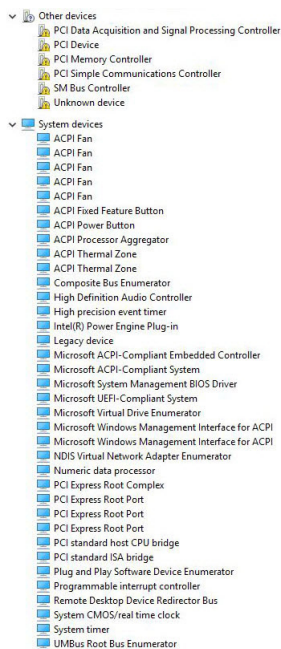 Other devices
PCI Data Acquisition and Signal Processing Controller
PCI Device
PCI Memory Controller
PCI Simple Communications Controller
SM Bus Controller
Unknown device
System devices
ACPI Fan
ACPI Fan
ACPI Fan
ACPI Fan
ACPI Fan
ACPI Fixed Feature Button
ACPI Power Button
ACPI Processor Aggregator
ACPI Thermal Zone
ACPI Thermal Zone
Composite Bus Enumerator
High Definition Audio Controller
High precision event timer
Intel(R) Power Engine Plug-in
Legacy device
Microsoft ACPI-Compliant Embedded Controller
Microsoft ACPI-Compliant System
Microsoft System Management BIOS Driver
Microsoft UEFI-Compliant System
Microsoft Virtual Drive Enumerator
Microsoft Windows Management Interface for ACPI
Microsoft Windows Management Interface for ACPI
NDIS Virtual Network Adapter Enumerator
Numeric data processor
PCI Express Root Complex
PCI Express Root Port
PCI Express Root Port
PCI Express Root Port
PCI standard host CPU bridge
PCI standard ISA bridge
Plug and Play Software Device Enumerator
Programmable interrupt controller
Remote Desktop Device Redirector Bus
System CMOS/real time clock
System timer
UMBus Root Bus Enumerator